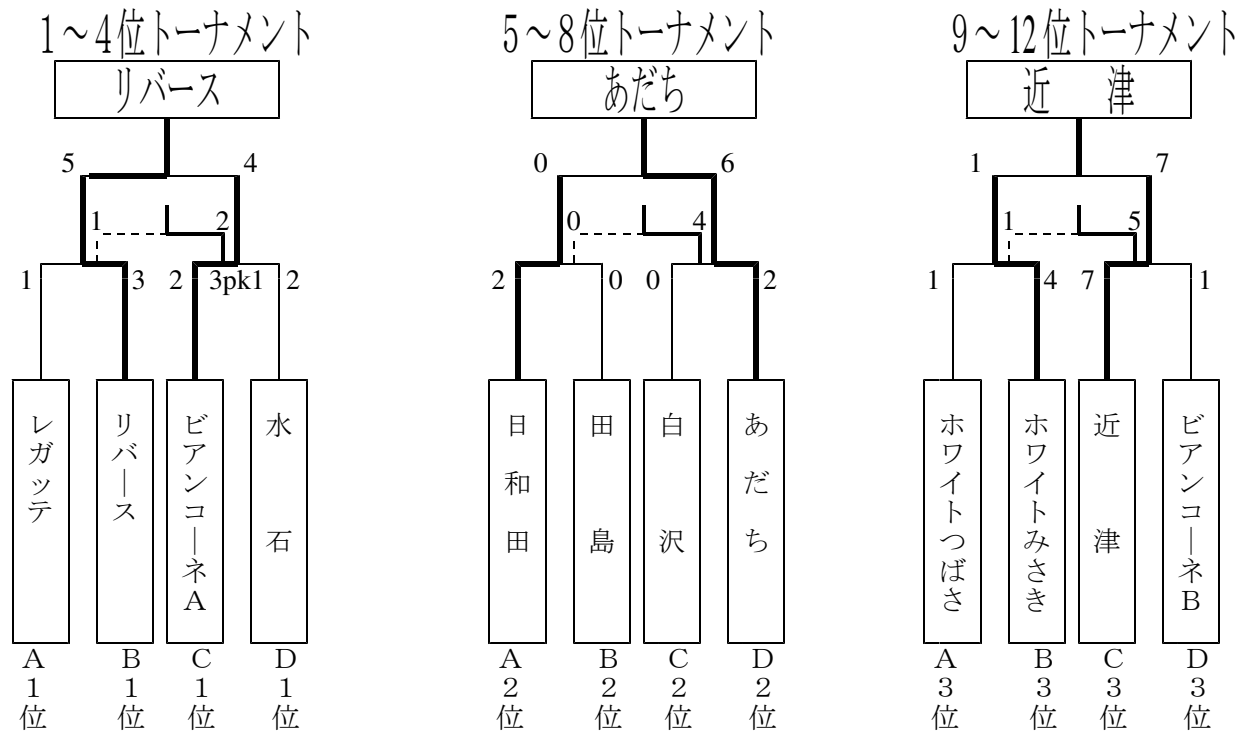 1～4位トーナメント
リバース
5 4
1 2
1 3 2 3pk1 2
レガッテ
リバース
ビアンコーネA
水石
A1位
B1位
C1位
D1位
5～8位トーナメント
あだち
0 6
0 4
2 0 0 2
日和田
田島
白沢
あだち
A2位
B2位
C2位
D2位
9～12位トーナメント
近津
1 7
1 5
1 4 7 1
ホワイトつばさ
ホワイトみさき
近津
ビアンコーネB
A3位
B3位
C3位
D3位